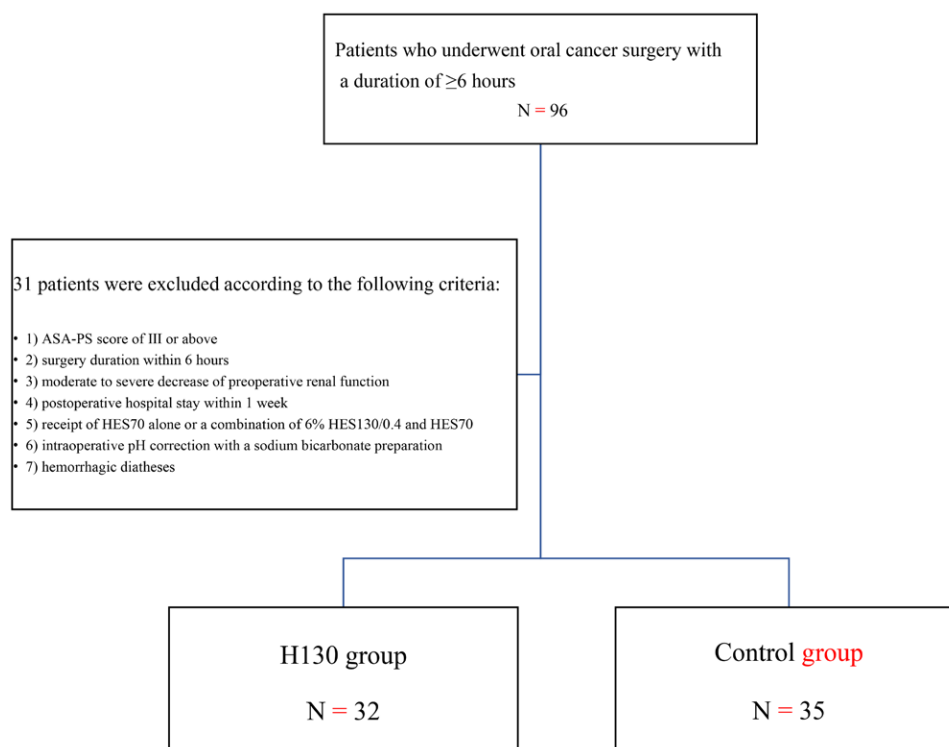 Patients who underwent oral cancer surgery with
a duration of ≥6 hours
N = 96
31 patients were excluded according to the following criteria:
• 1) ASA-PS score of III or above
• 2) surgery duration within 6 hours
• 3) moderate to severe decrease of preoperative renal function
• 4) postoperative hospital stay within 1 week
• 5) receipt of HES70 alone or a combination of 6% HES130/0.4 and HES70
• 6) intraoperative pH correction with a sodium bicarbonate preparation
• 7) hemorrhagic diatheses
H130 group
N = 32
Control group
N = 35